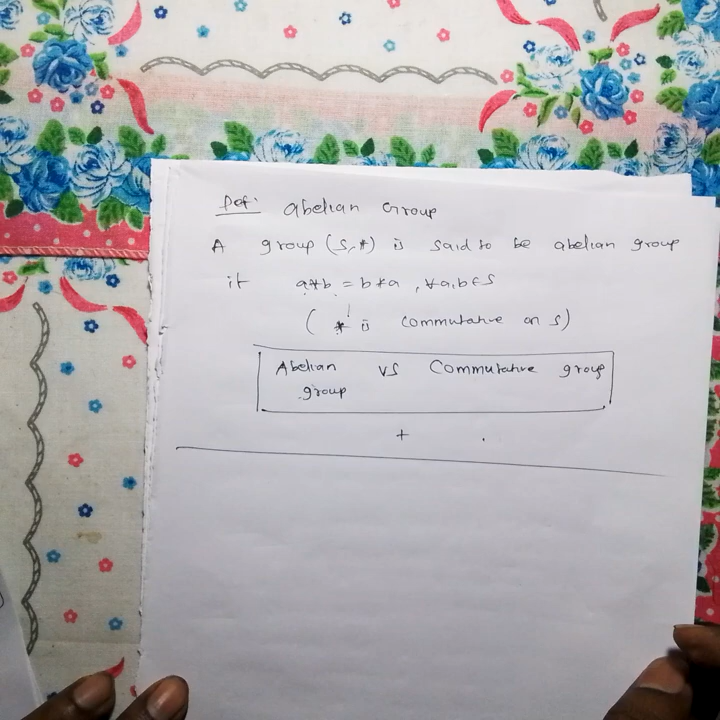 Def: Abelian Group
A group (S, *) is said to be abelian group
if a*b = b*a , ∀a,b∈S
( * is commutative on S)
Abelian vs Commutative group
group
+ .